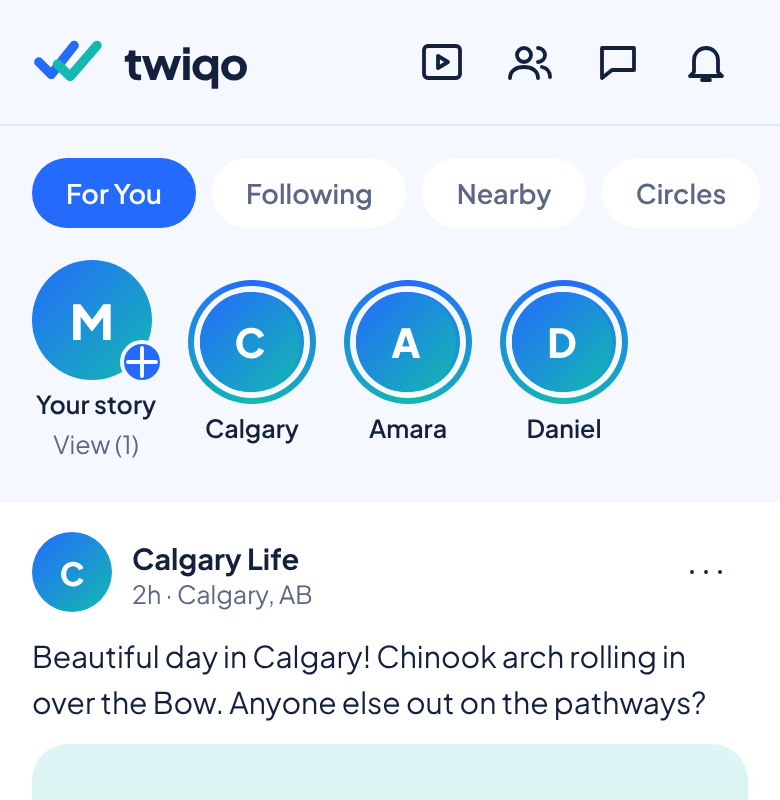 twiqo
For You
Following
Nearby
Circles
M
C
A
D
Your story
Calgary
Amara
Daniel
View (1)
C
Calgary Life
2h · Calgary, AB
Beautiful day in Calgary! Chinook arch rolling in
over the Bow. Anyone else out on the pathways?